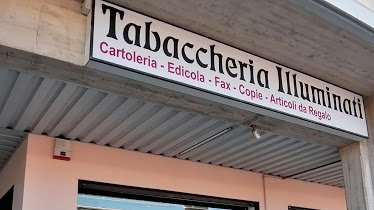 Tabaccheria Illuminati
Cartoleria - Edicola - Fax - Copie - Articoli da Regalo